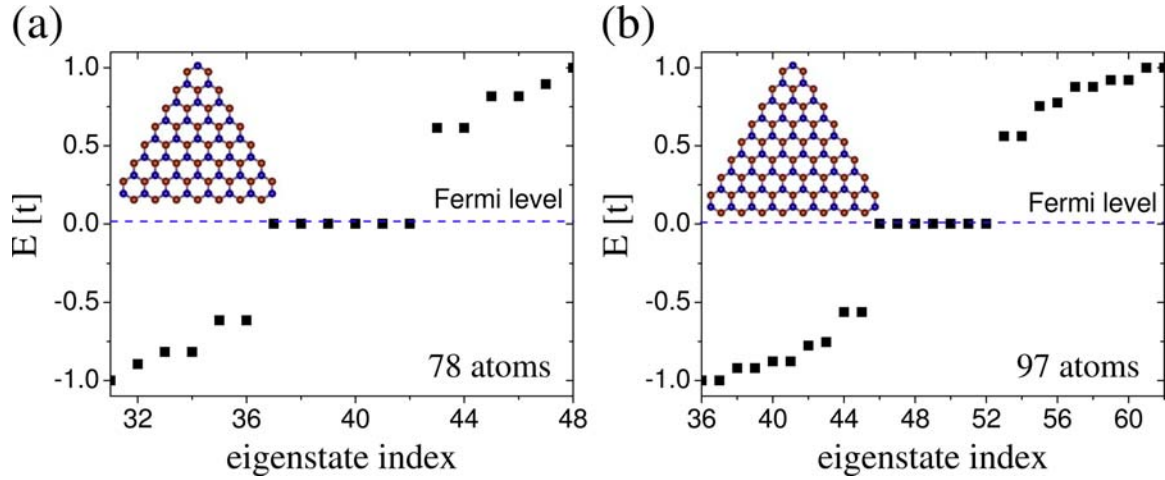 (a)
1.0
0.5
0.0
-0.5
-1.0
E [t]
Fermi level
78 atoms
32 36 40 44 48
eigenstate index
(b)
1.0
0.5
0.0
-0.5
-1.0
E [t]
Fermi level
97 atoms
36 40 44 48 52 56 60
eigenstate index